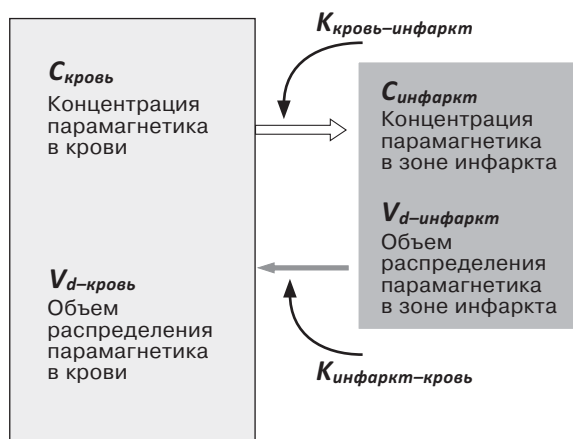 Kкровь–инфаркт
Cкровь
Концентрация
парамагнетика
в крови
Cинфаркт
Концентрация
парамагнетика
в зоне инфаркта
Vd–кровь
Объем
распределения
парамагнетика
в крови
Vd–инфаркт
Объем
распределения
парамагнетика
в зоне инфаркта
Kинфаркт–кровь